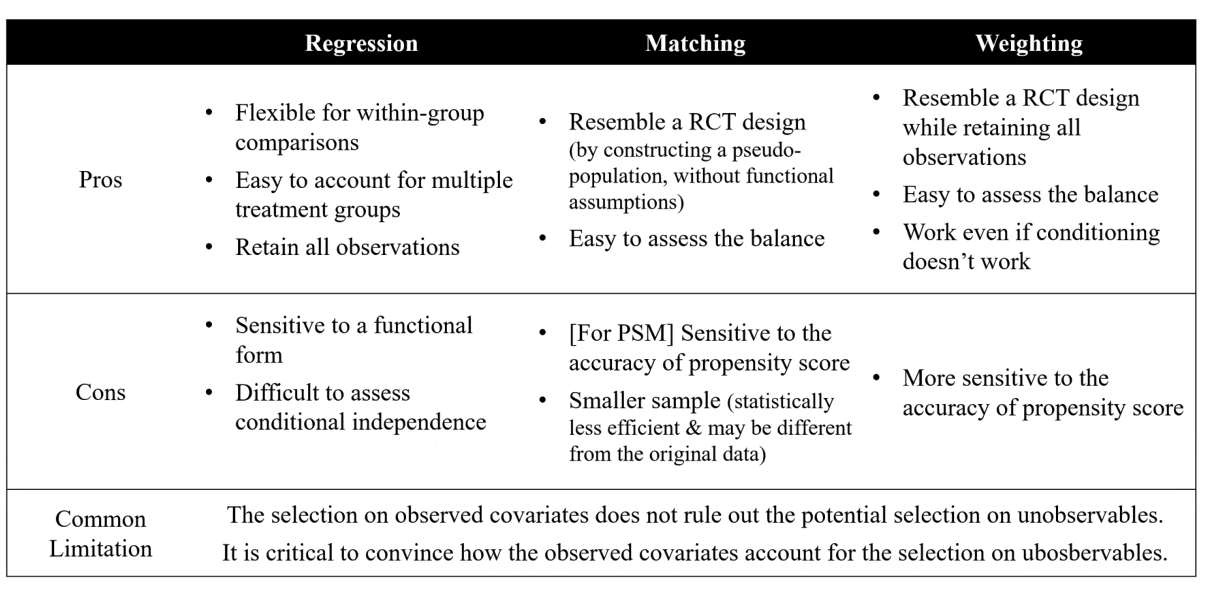 Regression Matching Weighting
Pros
• Flexible for within-group
comparisons
• Easy to account for multiple
treatment groups
• Retain all observations
• Resemble a RCT design
(by constructing a pseudo-
population, without functional
assumptions)
• Easy to assess the balance
• Resemble a RCT design
while retaining all
observations
• Easy to assess the balance
• Work even if conditioning
doesn’t work
Cons
• Sensitive to a functional
form
• Difficult to assess
conditional independence
• [For PSM] Sensitive to the
accuracy of propensity score
• Smaller sample (statistically
less efficient & may be different
from the original data)
• More sensitive to the
accuracy of propensity score
Common
Limitation
The selection on observed covariates does not rule out the potential selection on unobservables.
It is critical to convince how the observed covariates account for the selection on ubosbervables.